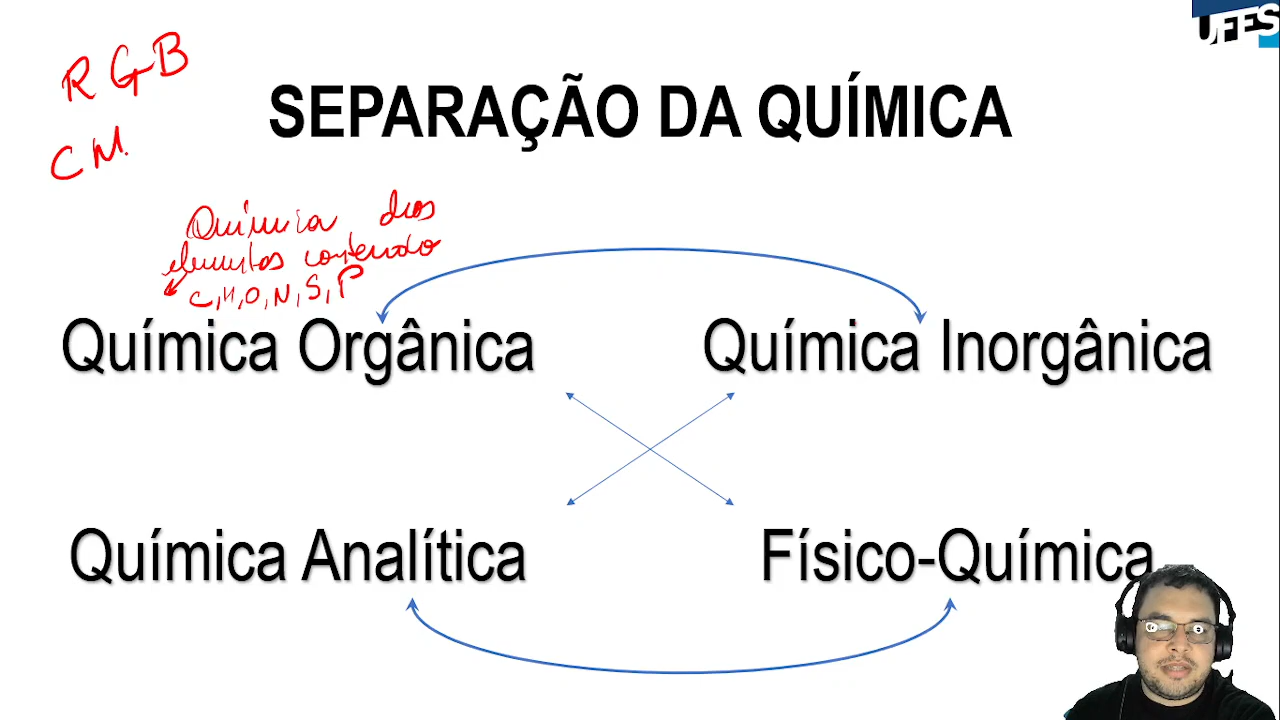 UFES
R G B
SEPARAÇÃO DA QUÍMICA
C M
Química dos
elementos contendo
C, H, O, N, S, P
Química Orgânica
Química Inorgânica
Química Analítica
Físico-Química